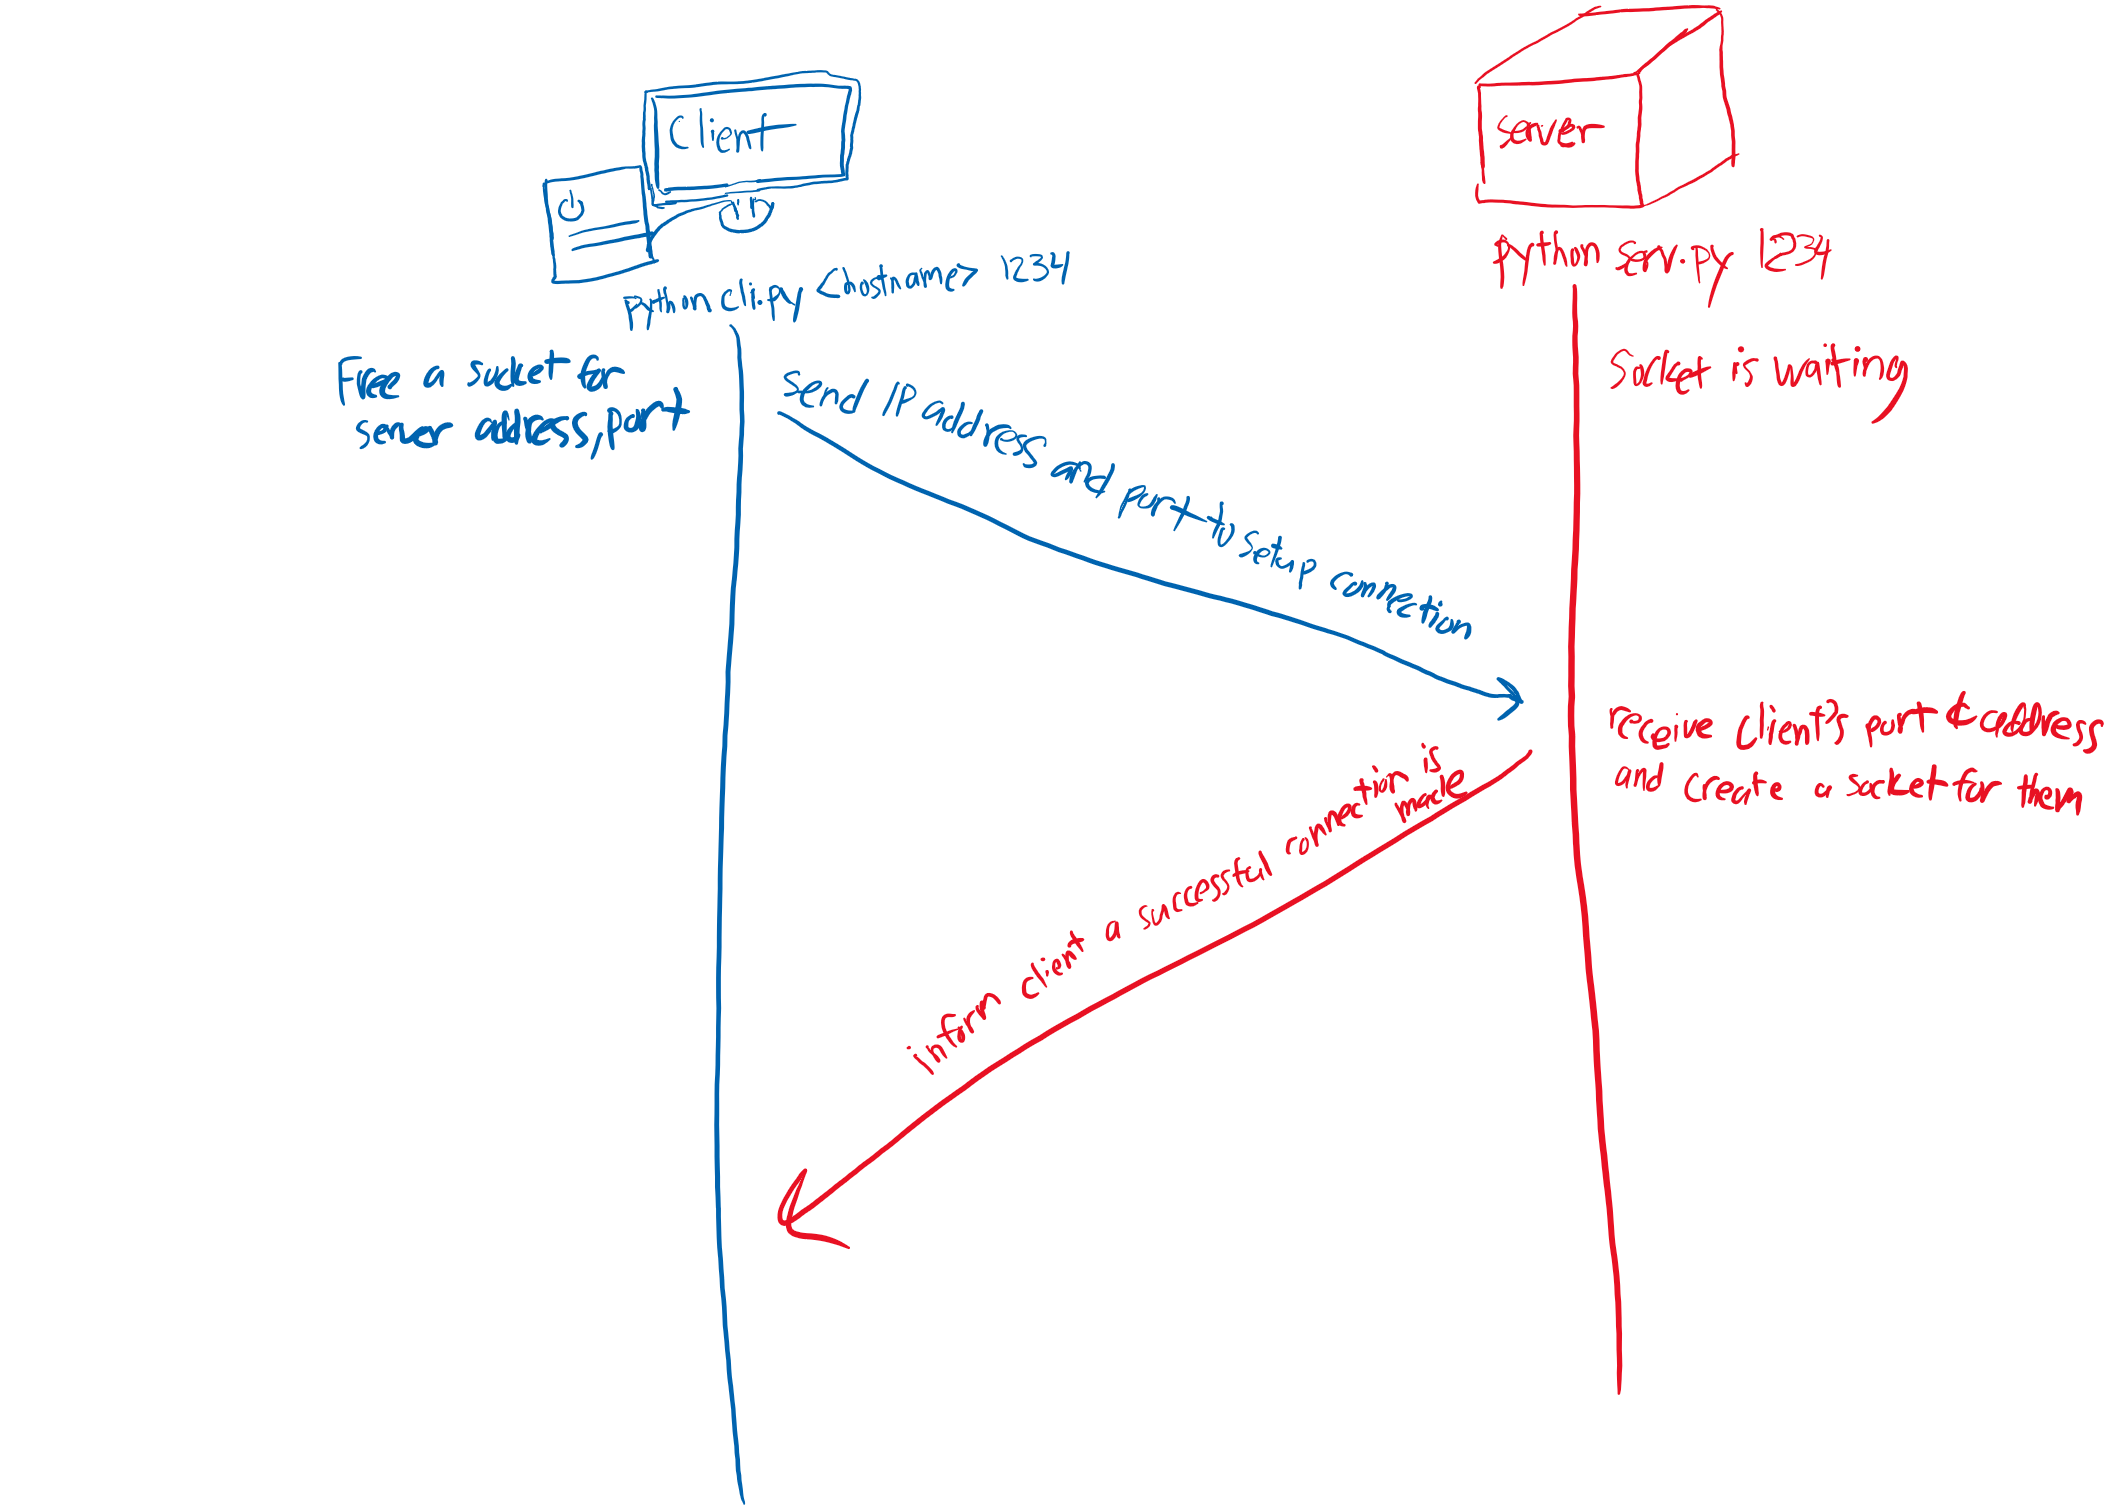 Client
server
python cli.py <hostname> 1234
python serv.py 1234
Free a socket for
server address, port
Socket is waiting
Send IP address and port to setup connection
receive client's port & address
and create a socket for them
inform client a successful connection is
made